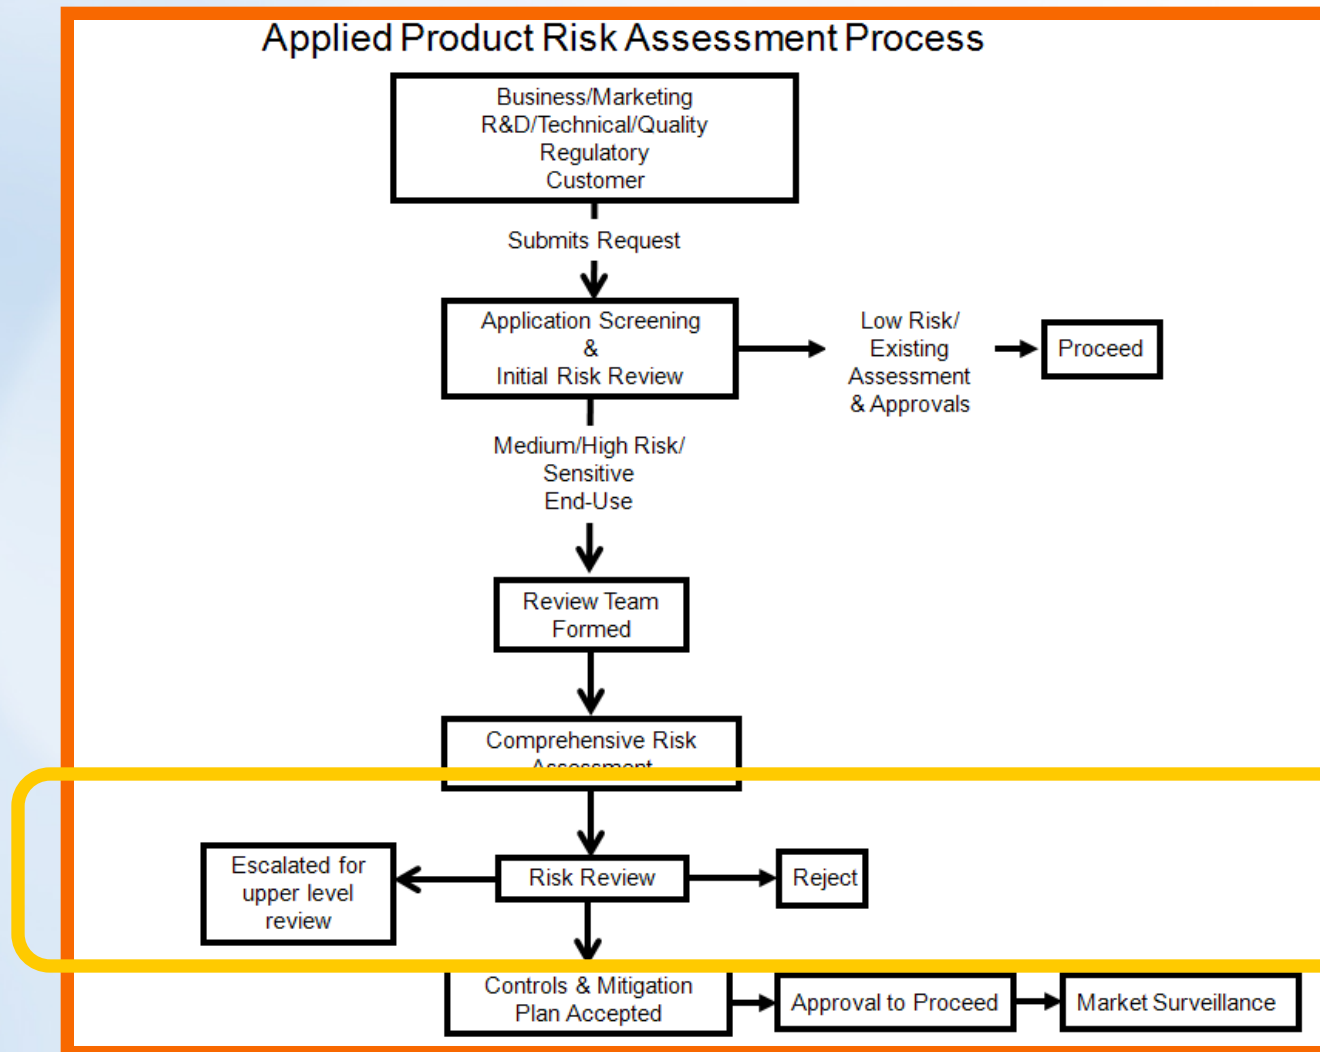 Applied Product Risk Assessment Process
Business/Marketing
R&D/Technical/Quality
Regulatory
Customer
Submits Request
Application Screening
&
Initial Risk Review
Low Risk/
Existing
Assessment
& Approvals
Proceed
Medium/High Risk/
Sensitive
End-Use
Review Team
Formed
Comprehensive Risk
Assessment
Escalated for
upper level
review
Risk Review
Reject
Controls & Mitigation
Plan Accepted
Approval to Proceed
Market Surveillance